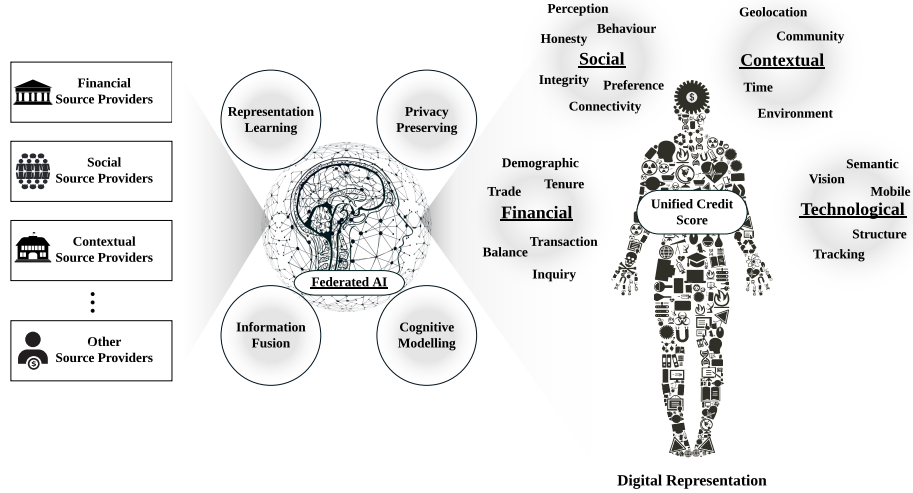 Financial
Source Providers
Social
Source Providers
Contextual
Source Providers
Other
Source Providers
Representation
Learning
Privacy
Preserving
Federated AI
Information
Fusion
Cognitive
Modelling
Perception
Behaviour
Honesty
Social
Integrity
Preference
Connectivity
Geolocation
Community
Contextual
Time
Environment
Demographic
Tenure
Trade
Financial
Transaction
Balance
Inquiry
Unified Credit
Score
Semantic
Vision
Mobile
Technological
Structure
Tracking
Digital Representation